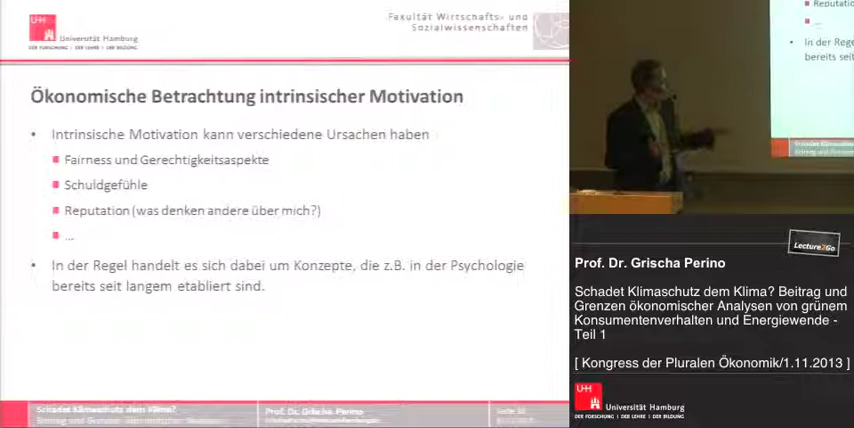 UH
Universität Hamburg
DER FORSCHUNG | DER LEHRE | DER BILDUNG
Fakultät Wirtschafts- und
Sozialwissenschaften
Ökonomische Betrachtung intrinsischer Motivation
• Intrinsische Motivation kann verschiedene Ursachen haben
Fairness und Gerechtigkeitsaspekte
Schuldgefühle
Reputation (was denken andere über mich?)
...
• In der Regel handelt es sich dabei um Konzepte, die z.B. in der Psychologie
bereits seit langem etabliert sind.
Schadet Klimaschutz dem Klima?
Prof. Dr. Grischa Perino
Reputatio
...
• In der Rege
bereits seit
Lecture2Go
Prof. Dr. Grischa Perino
Schadet Klimaschutz dem Klima? Beitrag und
Grenzen ökonomischer Analysen von grünem
Konsumentenverhalten und Energiewende -
Teil 1
[ Kongress der Pluralen Ökonomik/1.11.2013 ]
UH
Universität Hamburg
DER FORSCHUNG | DER LEHRE | DER BILDUNG